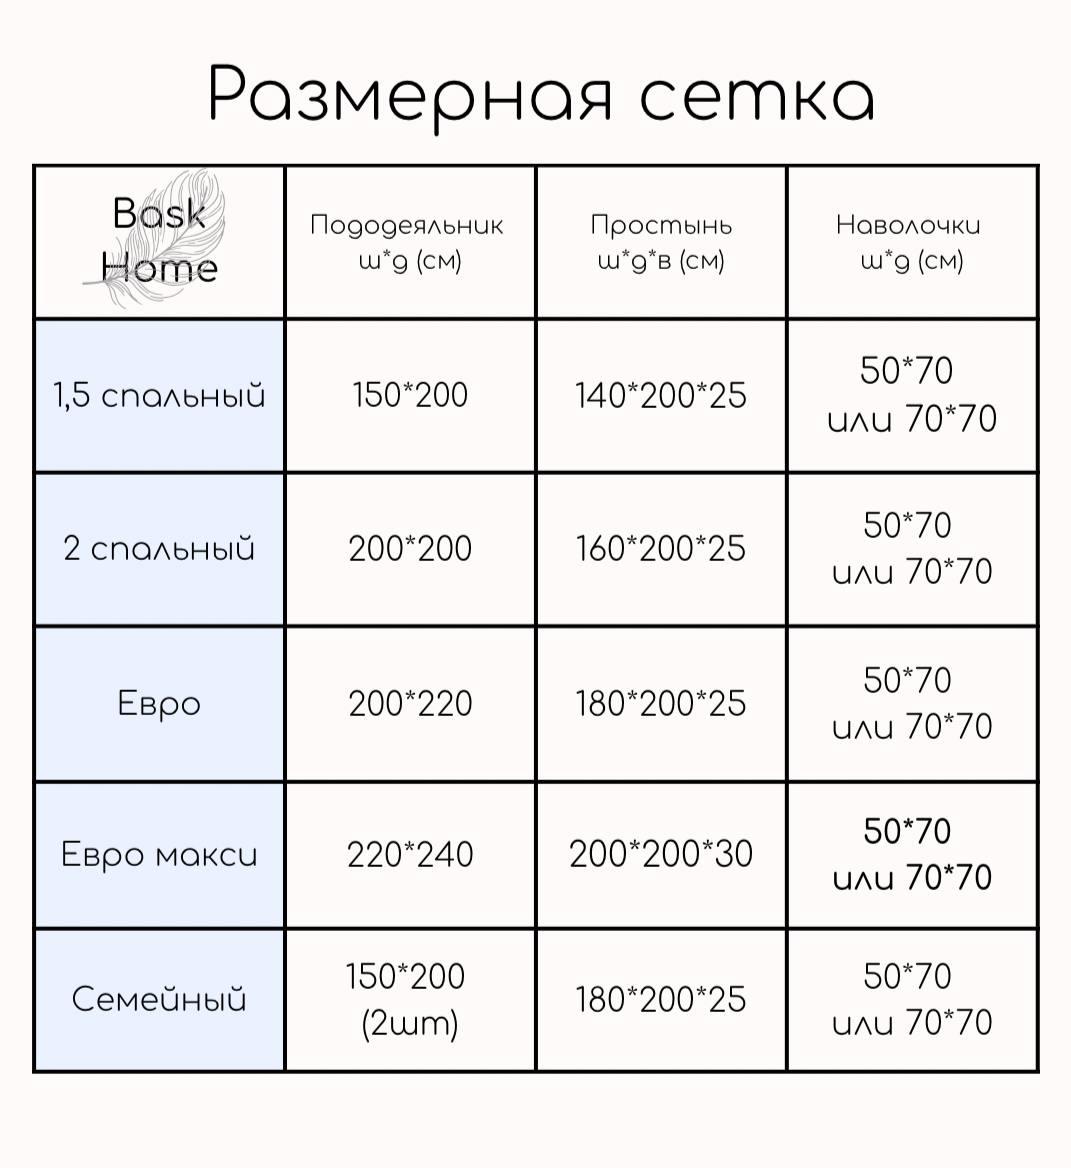 Размерная сетка
Bask
Home
Пододеяльник
ш*д (см)
Простынь
ш*д*в (см)
Наволочки
ш*д (см)
1,5 спальный
150*200
140*200*25
50*70
или 70*70
2 спальный
200*200
160*200*25
50*70
или 70*70
Евро
200*220
180*200*25
50*70
или 70*70
Евро макси
220*240
200*200*30
50*70
или 70*70
Семейный
150*200
(2шт)
180*200*25
50*70
или 70*70